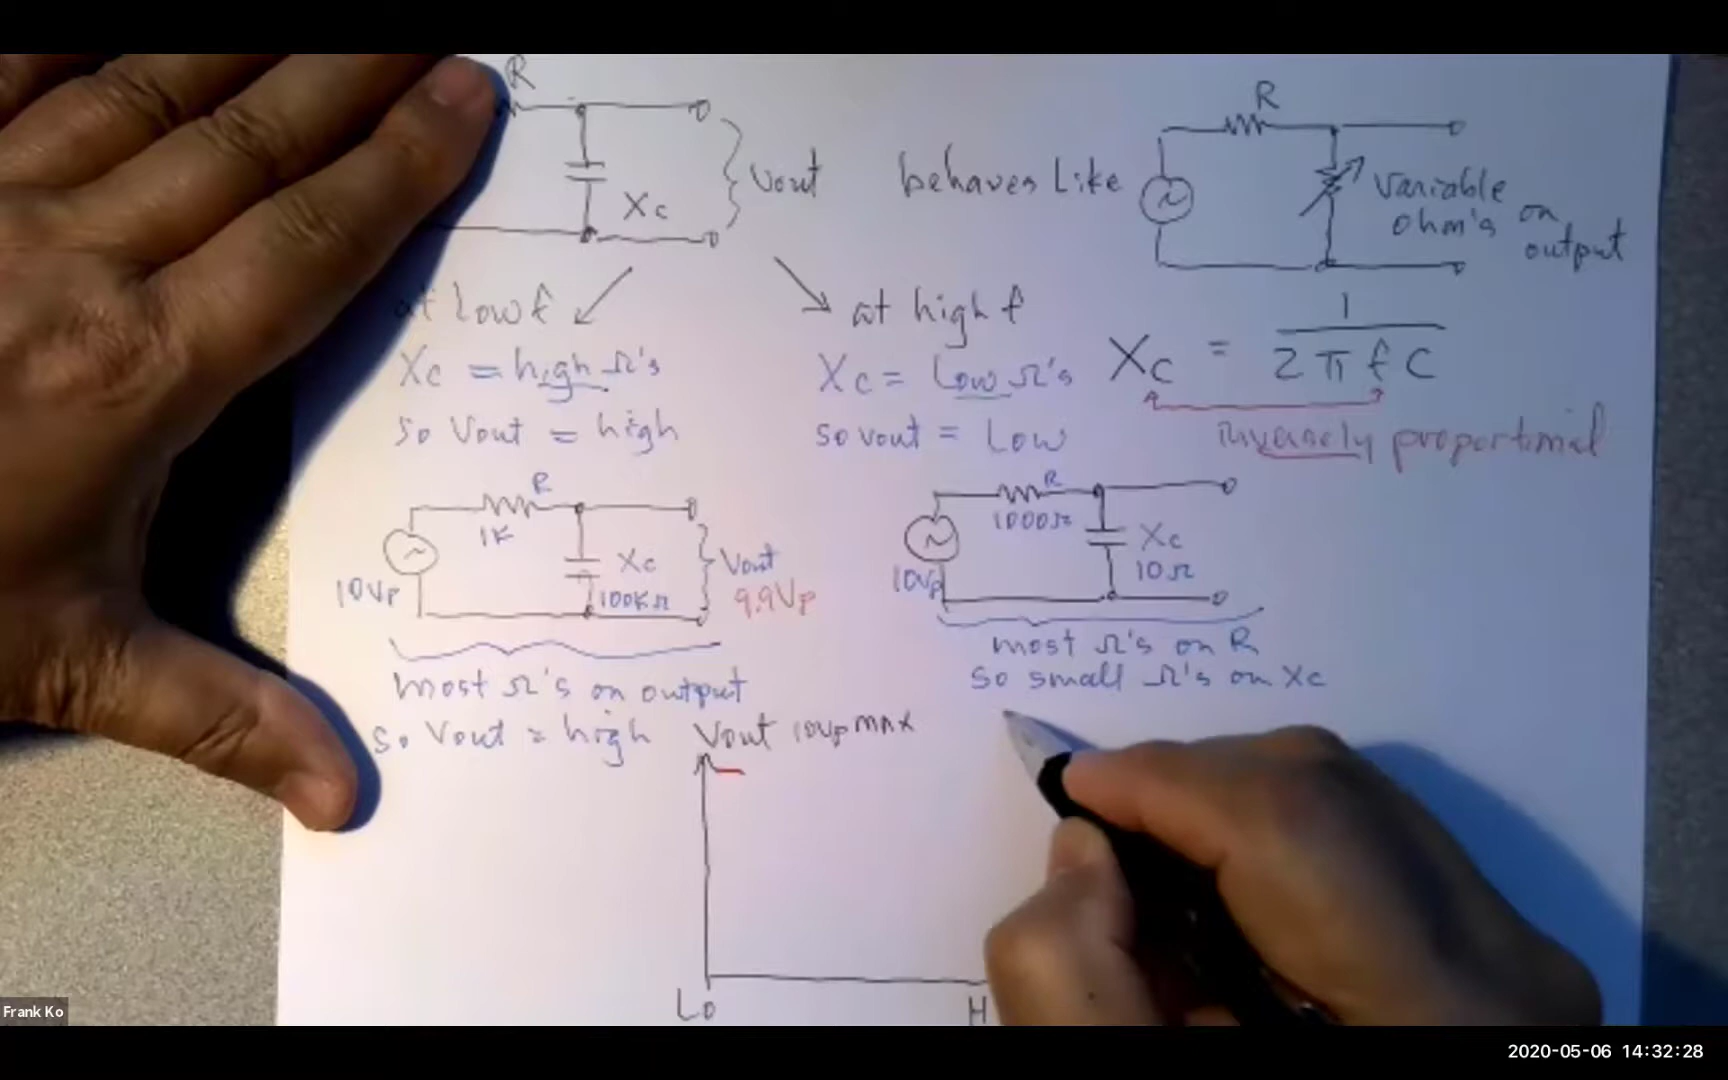 R
Vout
Xc
behaves Like
R
Variable
ohm's on
output
at Low f
Xc = high Ω's
so Vout = high
at high f
Xc = Low Ω's
so vout = Low
Xc = 1 / 2πfC
inversely proportional
R
1K
10Vp
Xc
100KΩ
Vout
9.9Vp
most Ω's on output
so Vout = high
R
1000Ω
10Vp
Xc
10Ω
most Ω's on R
so small Ω's on Xc
Vout 10Vp max
Lo
H
Frank Ko
2020-05-06 14:32:28